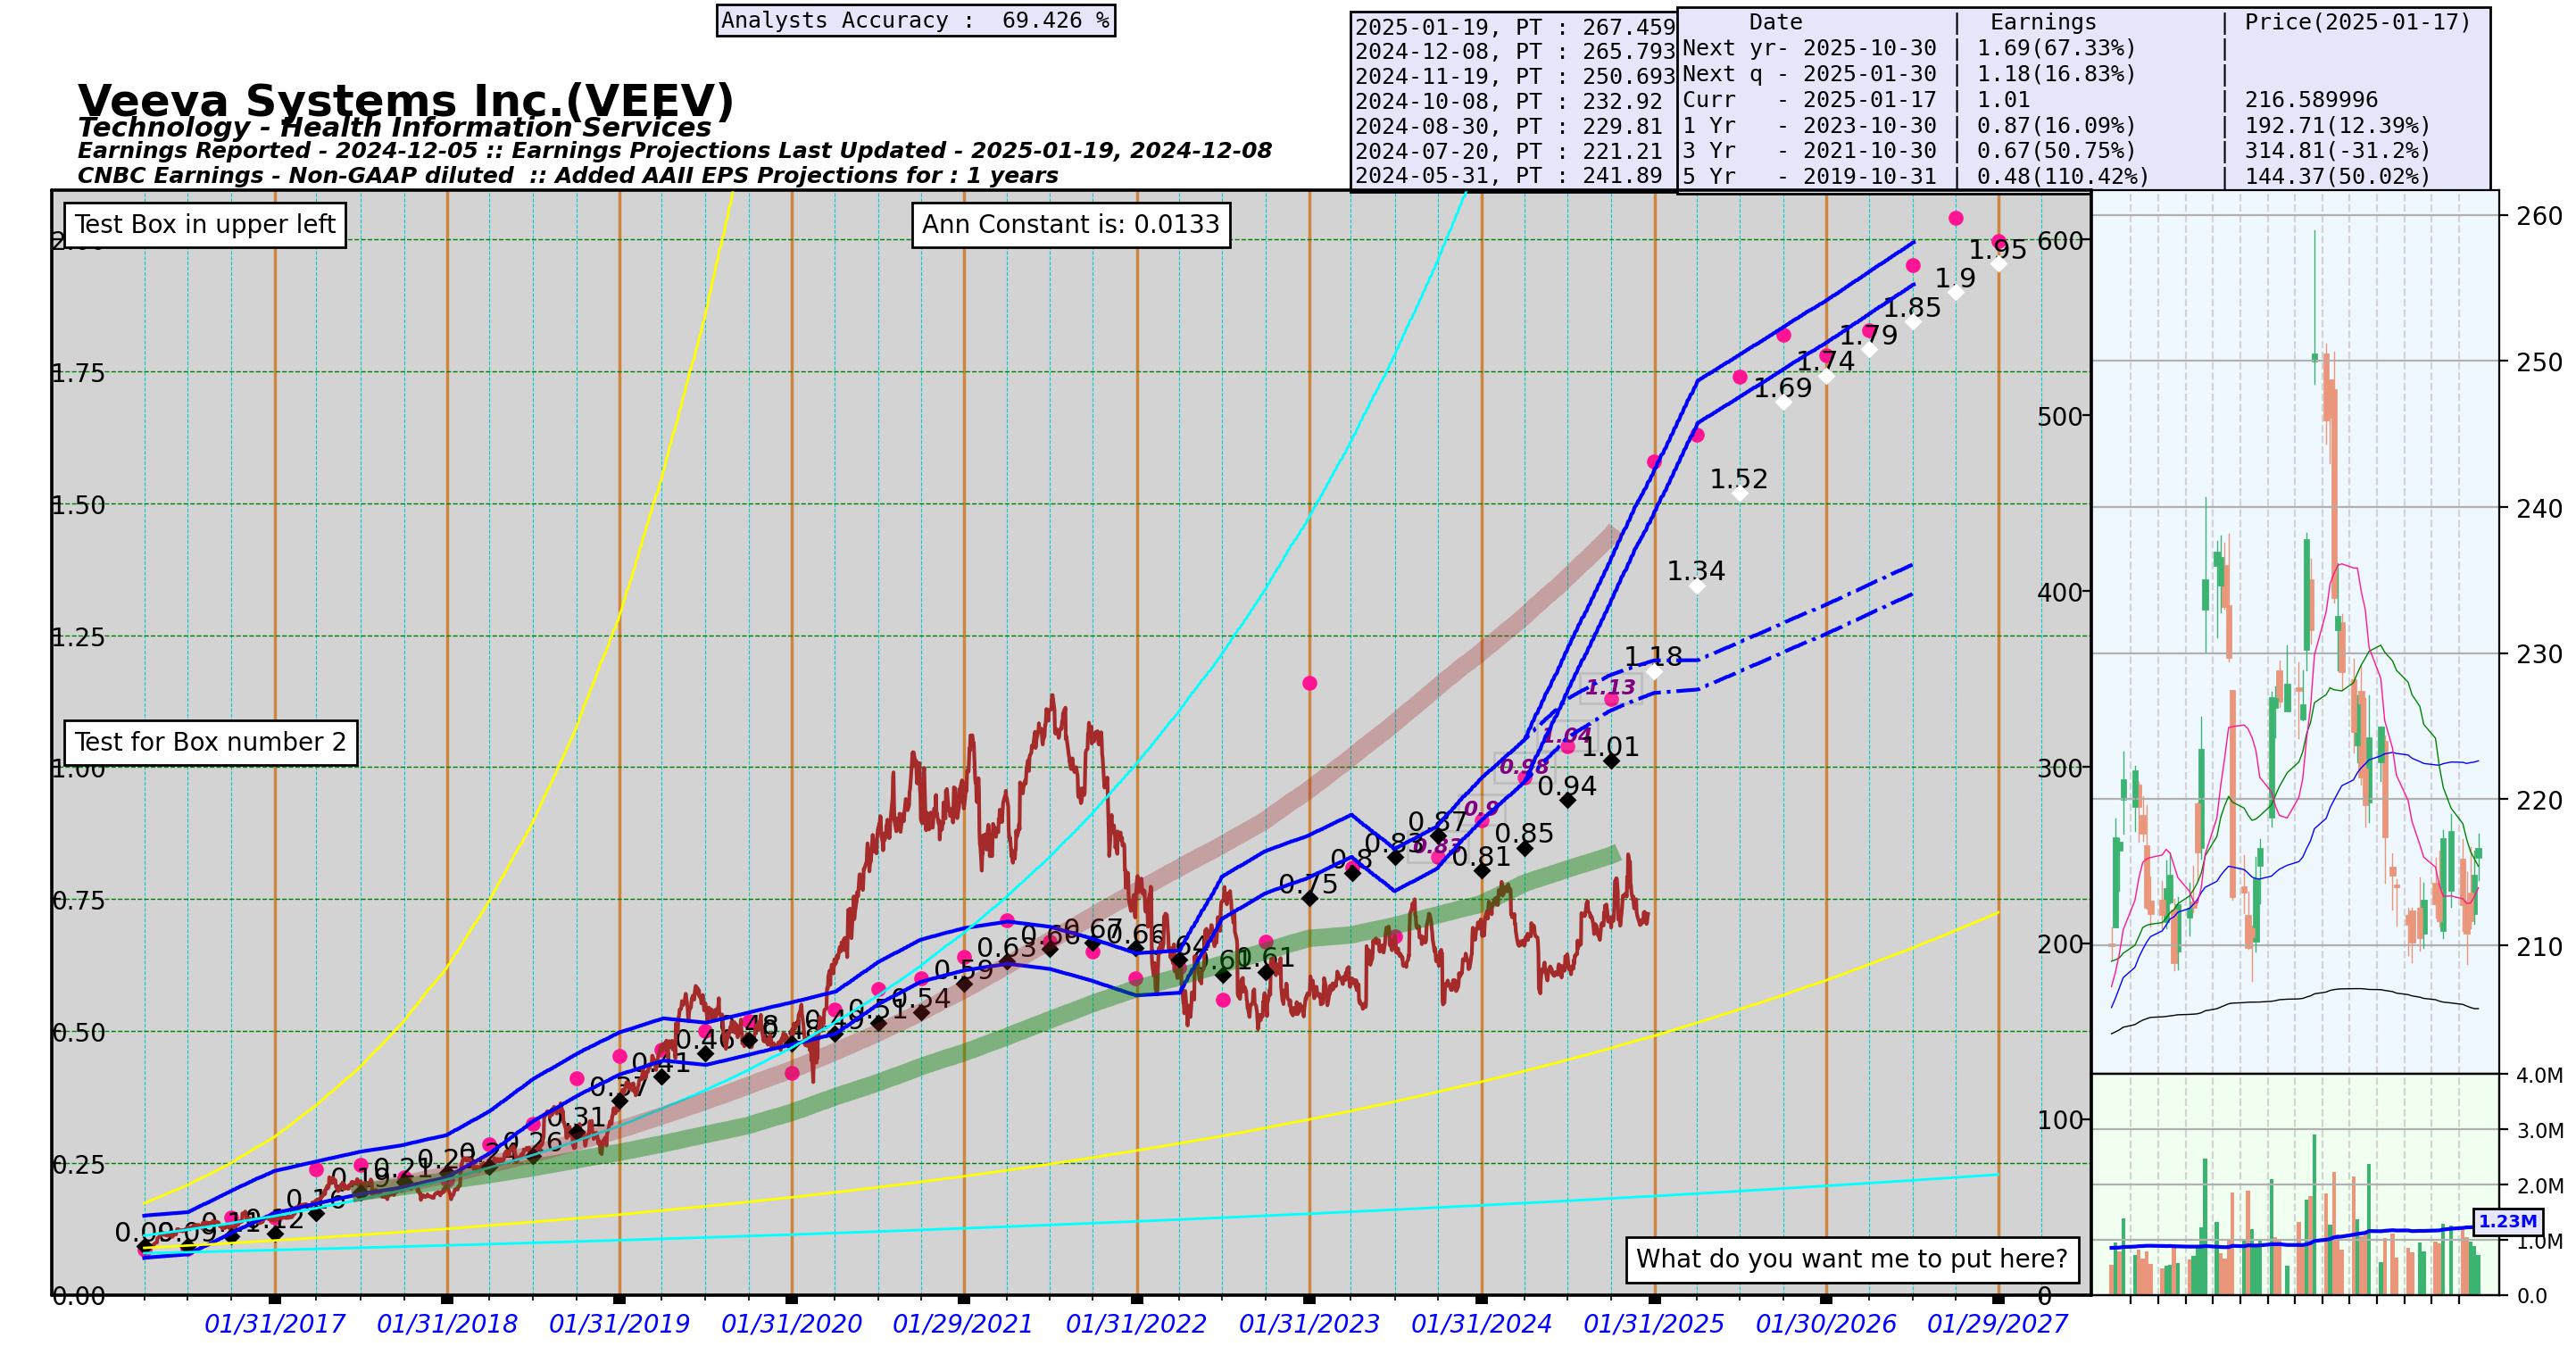 Analysts Accuracy :  69.426 %
2025-01-19, PT : 267.459
2024-12-08, PT : 265.793
2024-11-19, PT : 250.693
2024-10-08, PT : 232.92
2024-08-30, PT : 229.81
2024-07-20, PT : 221.21
2024-05-31, PT : 241.89
Date | Earnings | Price(2025-01-17)
Next yr- 2025-10-30 | 1.69(67.33%) |
Next q - 2025-01-30 | 1.18(16.83%) |
Curr - 2025-01-17 | 1.01 | 216.589996
1 Yr - 2023-10-30 | 0.87(16.09%) | 192.71(12.39%)
3 Yr - 2021-10-30 | 0.67(50.75%) | 314.81(-31.2%)
5 Yr - 2019-10-31 | 0.48(110.42%) | 144.37(50.02%)
Veeva Systems Inc.(VEEV)
Technology - Health Information Services
Earnings Reported - 2024-12-05 :: Earnings Projections Last Updated - 2025-01-19, 2024-12-08
CNBC Earnings - Non-GAAP diluted :: Added AAII EPS Projections for : 1 years
Test Box in upper left
Ann Constant is: 0.0133
Test for Box number 2
What do you want me to put here?
1.75
1.50
1.25
1.00
0.75
0.50
0.25
0.00
0.09
0.09
0.12
0.16
0.19
0.21
0.26
0.31
0.37
0.41
0.46
0.49
0.51
0.54
0.59
0.63
0.66
0.67
0.66
0.61
0.75
0.8
0.83
0.87
0.81
0.85
0.94
1.01
0.9
0.98
1.04
1.13
1.18
1.34
1.52
1.69
1.74
1.79
1.85
1.9
1.95
600
500
400
300
200
100
0
260
250
240
230
220
210
4.0M
3.0M
2.0M
1.23M
1.0M
0.0
01/31/2017
01/31/2018
01/31/2019
01/31/2020
01/29/2021
01/31/2022
01/31/2023
01/31/2024
01/31/2025
01/30/2026
01/29/2027